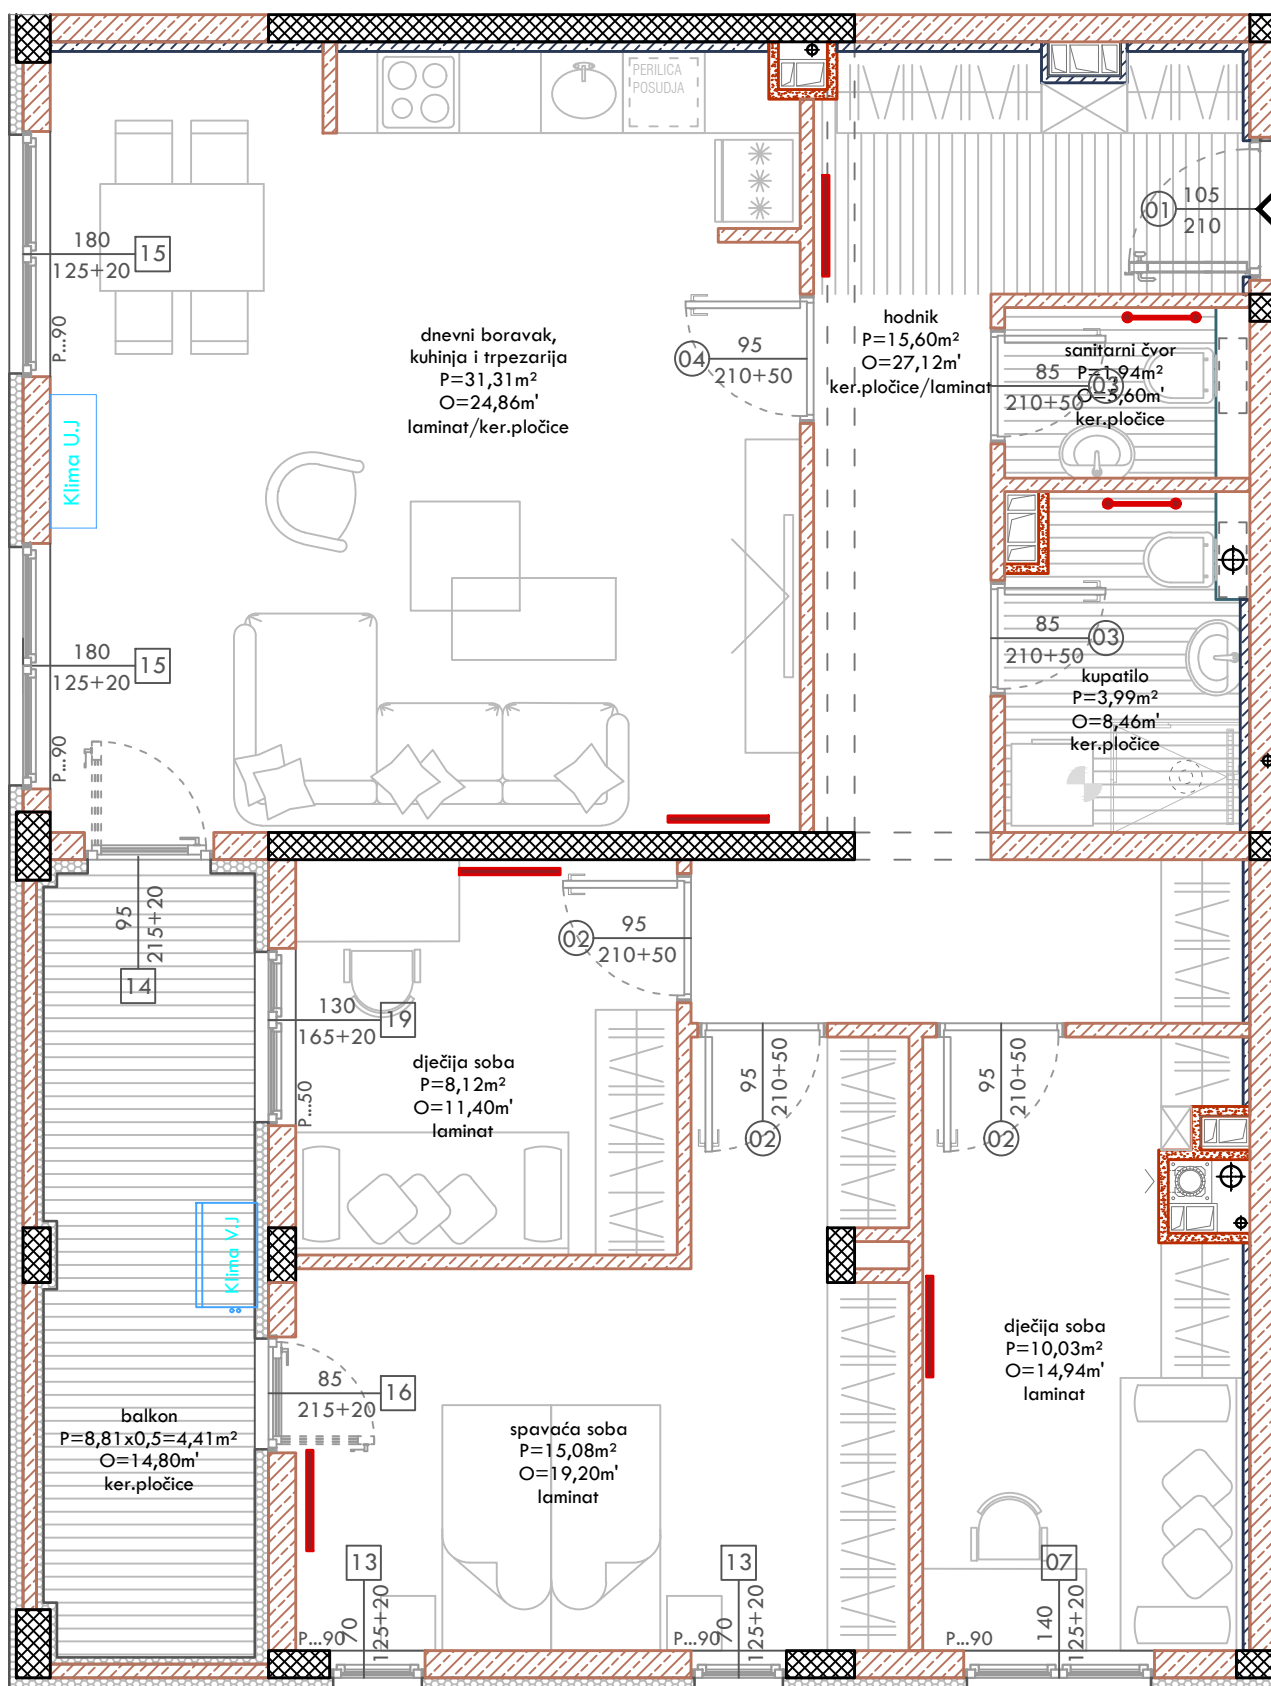 PERILICA
POSUDJA
105
01
210
180
15
125+20
P...90
dnevni boravak,
kuhinja i trpezarija
P=31,31m²
O=24,86m'
laminat/ker.pločice
95
04
210+50
hodnik
P=15,60m²
O=27,12m'
ker.pločice/laminat
sanitarni čvor
P=1,94m²
O=5,60m'
ker.pločice
85
03
210+50
Klima U.J
180
15
125+20
P...90
85
03
210+50
kupatilo
P=3,99m²
O=8,46m'
ker.pločice
95
215+20
14
95
02
210+50
130
19
165+20
P...50
dječija soba
P=8,12m²
O=11,40m'
laminat
95
210+50
02
95
210+50
02
Klima V.J
dječija soba
P=10,03m²
O=14,94m'
laminat
85
16
215+20
balkon
P=8,81x0,5=4,41m²
O=14,80m'
ker.pločice
spavaća soba
P=15,08m²
O=19,20m'
laminat
13
70
125+20
P...90
13
70
125+20
P...90
07
140
125+20
P...90